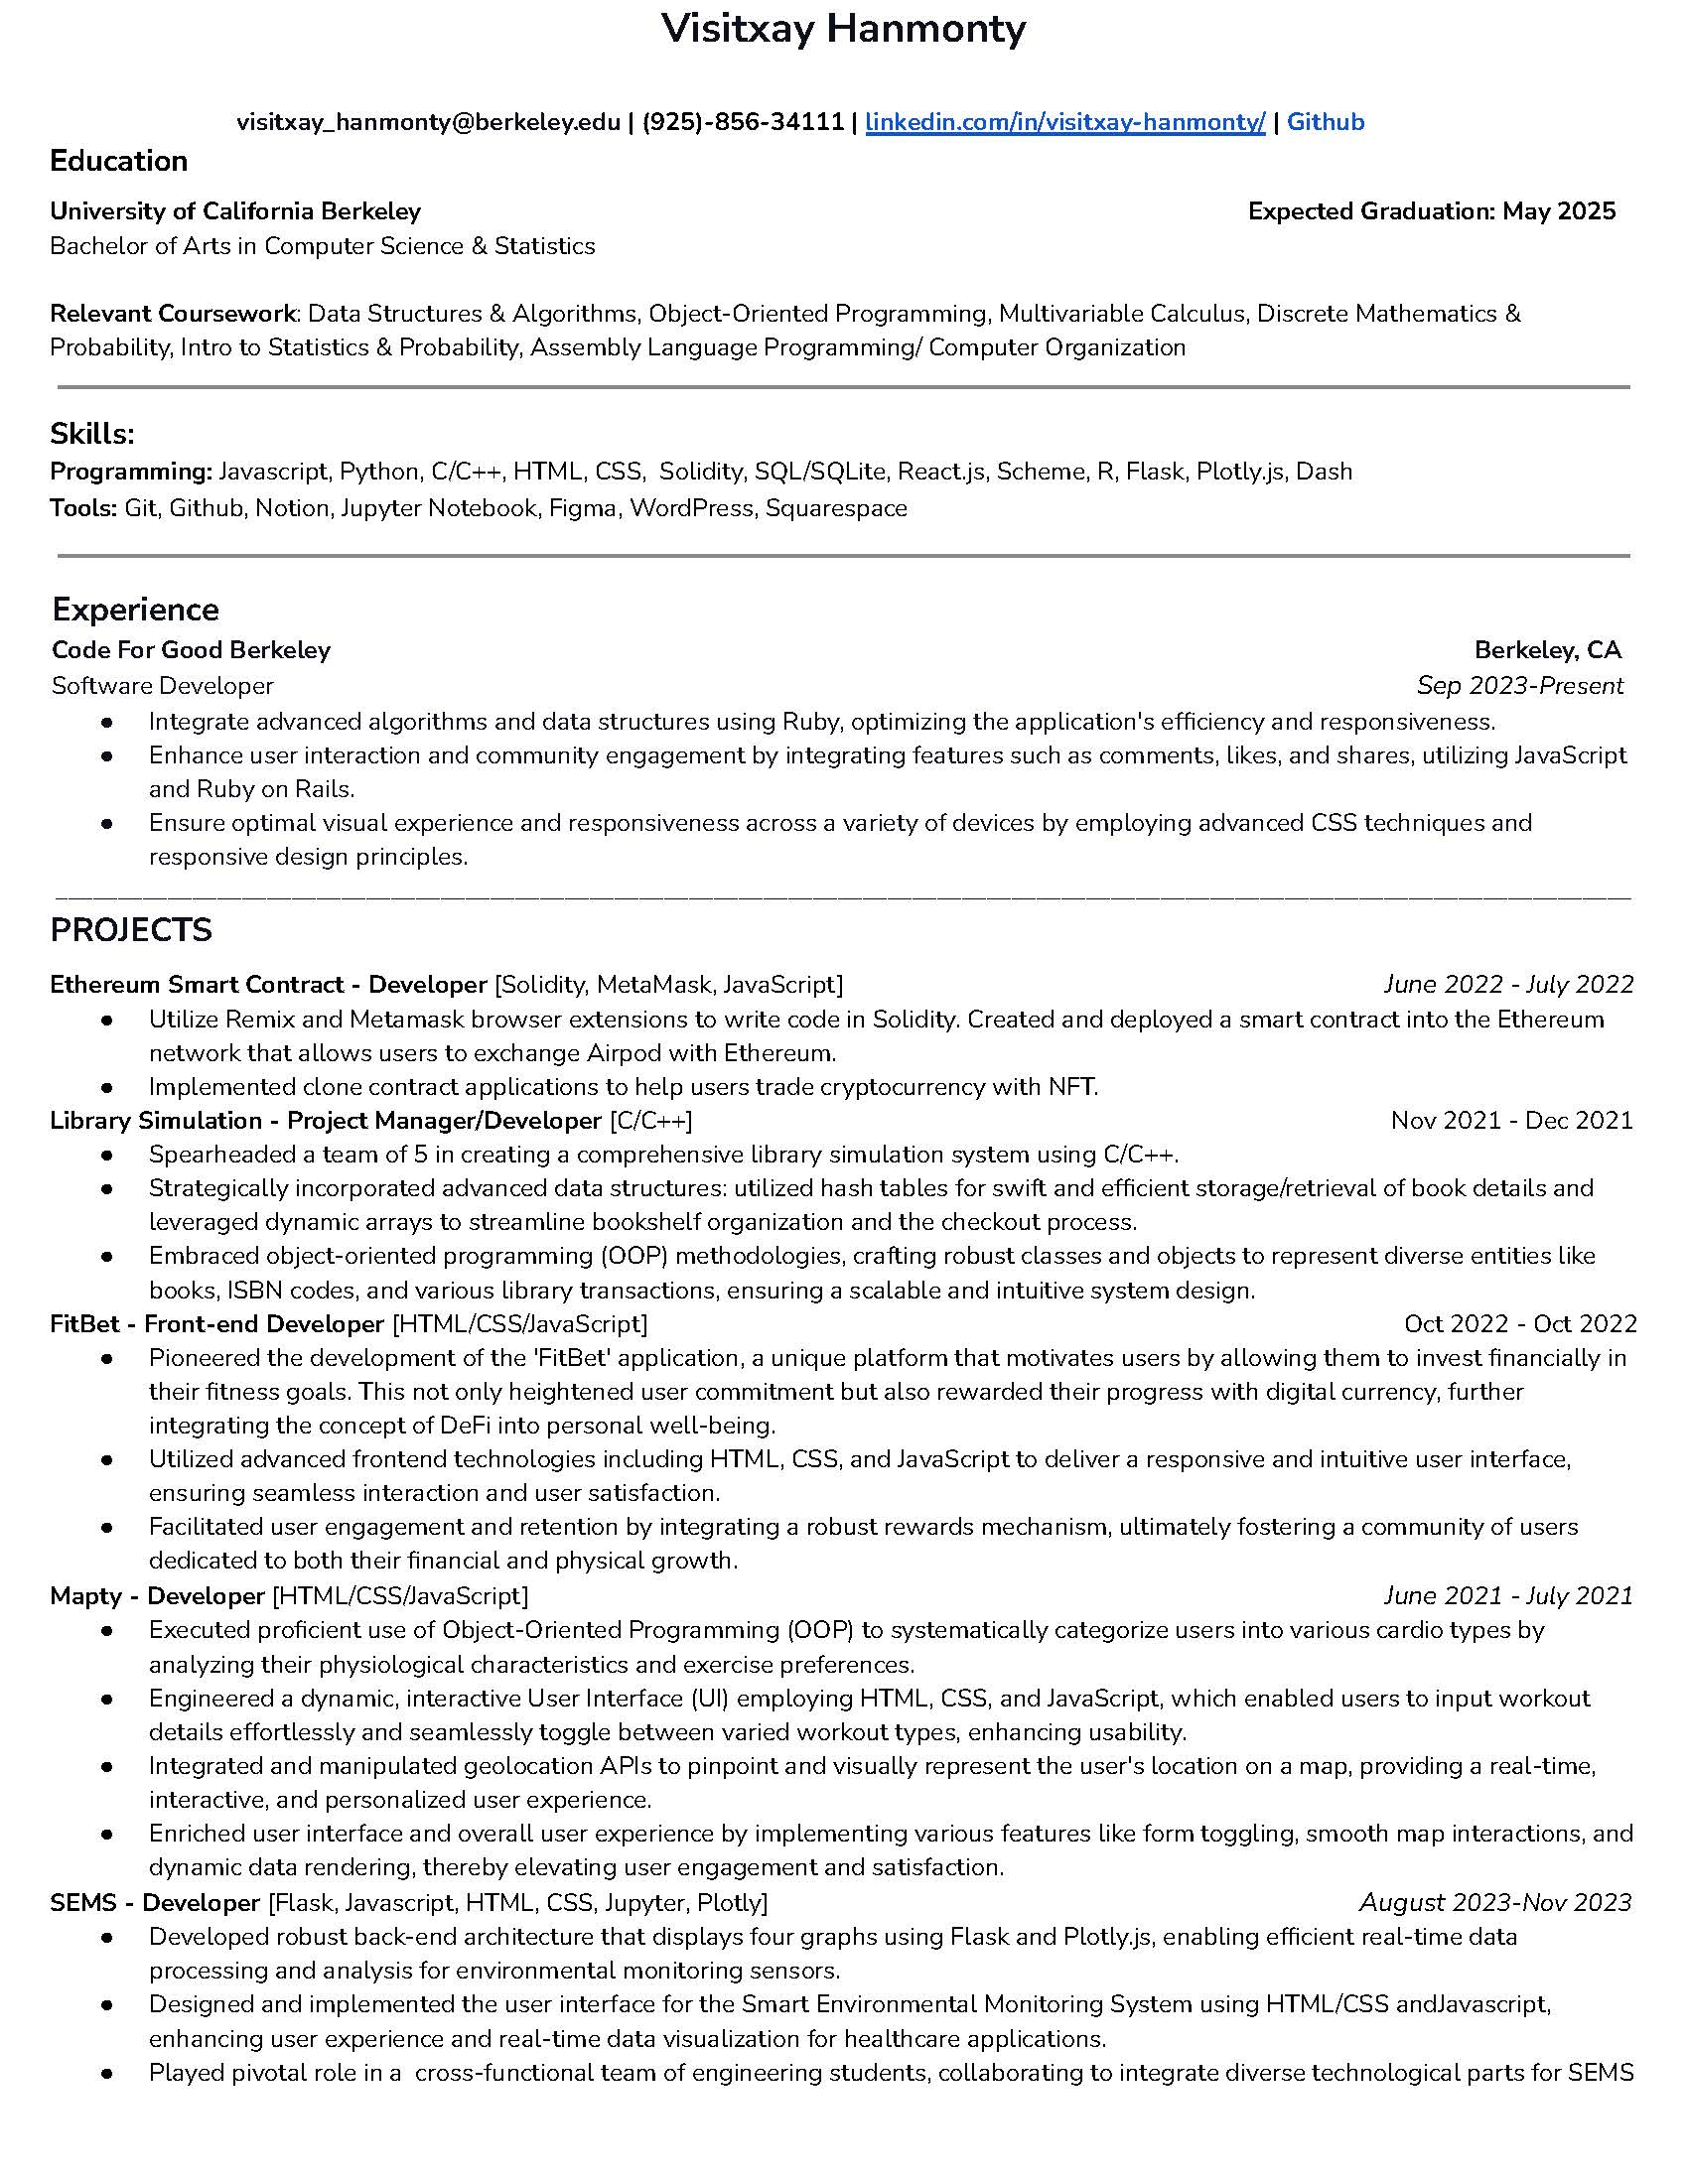 Visitxay Hanmonty
visitxay_hanmonty@berkeley.edu | (925)-856-34111 | linkedin.com/in/visitxay-hanmonty/ | Github
Education
University of California Berkeley Expected Graduation: May 2025
Bachelor of Arts in Computer Science & Statistics
Relevant Coursework: Data Structures & Algorithms, Object-Oriented Programming, Multivariable Calculus, Discrete Mathematics &
Probability, Intro to Statistics & Probability, Assembly Language Programming/ Computer Organization
Skills:
Programming: Javascript, Python, C/C++, HTML, CSS,  Solidity, SQL/SQLite, React.js, Scheme, R, Flask, Plotly.js, Dash
Tools: Git, Github, Notion, Jupyter Notebook, Figma, WordPress, Squarespace
Experience
Code For Good Berkeley Berkeley, CA
Software Developer Sep 2023-Present
● Integrate advanced algorithms and data structures using Ruby, optimizing the application's efficiency and responsiveness.
● Enhance user interaction and community engagement by integrating features such as comments, likes, and shares, utilizing JavaScript
and Ruby on Rails.
● Ensure optimal visual experience and responsiveness across a variety of devices by employing advanced CSS techniques and
responsive design principles.
PROJECTS
Ethereum Smart Contract - Developer [Solidity, MetaMask, JavaScript] June 2022 - July 2022
● Utilize Remix and Metamask browser extensions to write code in Solidity. Created and deployed a smart contract into the Ethereum
network that allows users to exchange Airpod with Ethereum.
● Implemented clone contract applications to help users trade cryptocurrency with NFT.
Library Simulation - Project Manager/Developer [C/C++] Nov 2021 - Dec 2021
● Spearheaded a team of 5 in creating a comprehensive library simulation system using C/C++.
● Strategically incorporated advanced data structures: utilized hash tables for swift and efficient storage/retrieval of book details and
leveraged dynamic arrays to streamline bookshelf organization and the checkout process.
● Embraced object-oriented programming (OOP) methodologies, crafting robust classes and objects to represent diverse entities like
books, ISBN codes, and various library transactions, ensuring a scalable and intuitive system design.
FitBet - Front-end Developer [HTML/CSS/JavaScript] Oct 2022 - Oct 2022
● Pioneered the development of the 'FitBet' application, a unique platform that motivates users by allowing them to invest financially in
their fitness goals. This not only heightened user commitment but also rewarded their progress with digital currency, further
integrating the concept of DeFi into personal well-being.
● Utilized advanced frontend technologies including HTML, CSS, and JavaScript to deliver a responsive and intuitive user interface,
ensuring seamless interaction and user satisfaction.
● Facilitated user engagement and retention by integrating a robust rewards mechanism, ultimately fostering a community of users
dedicated to both their financial and physical growth.
Mapty - Developer [HTML/CSS/JavaScript] June 2021 - July 2021
● Executed proficient use of Object-Oriented Programming (OOP) to systematically categorize users into various cardio types by
analyzing their physiological characteristics and exercise preferences.
● Engineered a dynamic, interactive User Interface (UI) employing HTML, CSS, and JavaScript, which enabled users to input workout
details effortlessly and seamlessly toggle between varied workout types, enhancing usability.
● Integrated and manipulated geolocation APIs to pinpoint and visually represent the user's location on a map, providing a real-time,
interactive, and personalized user experience.
● Enriched user interface and overall user experience by implementing various features like form toggling, smooth map interactions, and
dynamic data rendering, thereby elevating user engagement and satisfaction.
SEMS - Developer [Flask, Javascript, HTML, CSS, Jupyter, Plotly] August 2023-Nov 2023
● Developed robust back-end architecture that displays four graphs using Flask and Plotly.js, enabling efficient real-time data
processing and analysis for environmental monitoring sensors.
● Designed and implemented the user interface for the Smart Environmental Monitoring System using HTML/CSS andJavascript,
enhancing user experience and real-time data visualization for healthcare applications.
● Played pivotal role in a  cross-functional team of engineering students, collaborating to integrate diverse technological parts for SEMS